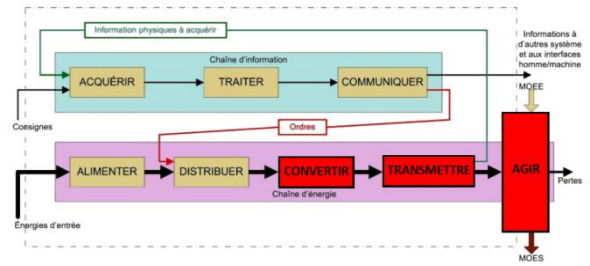 Information physiques à acquérir
Informations à
d'autres système
et aux interfaces
homme/machine
Chaîne d'information
ACQUÉRIR
TRAITER
COMMUNIQUER
MOEE
Consignes
Ordres
ALIMENTER
DISTRIBUER
CONVERTIR
TRANSMETTRE
AGIR
Pertes
Chaîne d'énergie
Énergies d'entrée
MOES